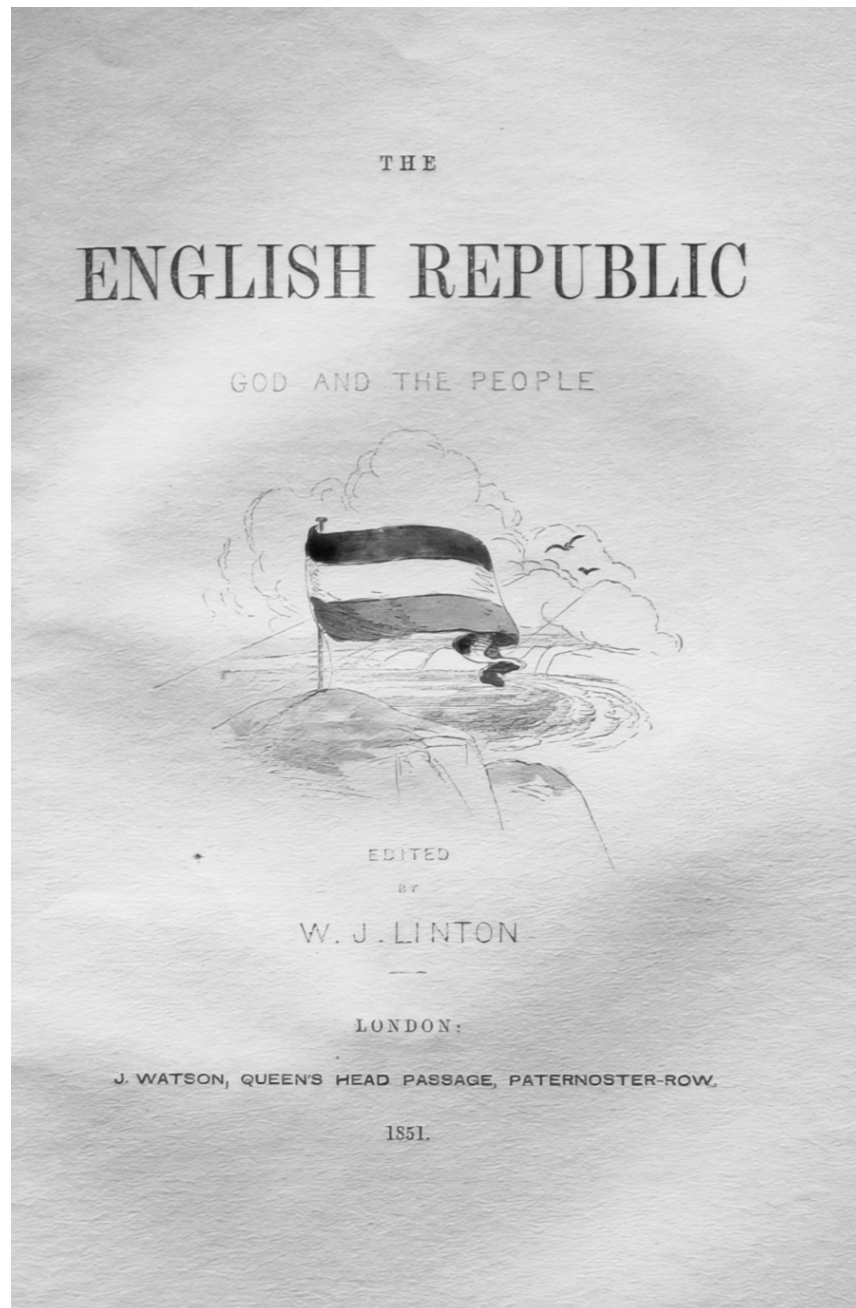 THE
ENGLISH REPUBLIC
GOD AND THE PEOPLE
EDITED
BY
W. J. LINTON
LONDON:
J. WATSON, QUEEN'S HEAD PASSAGE, PATERNOSTER-ROW.
1851.